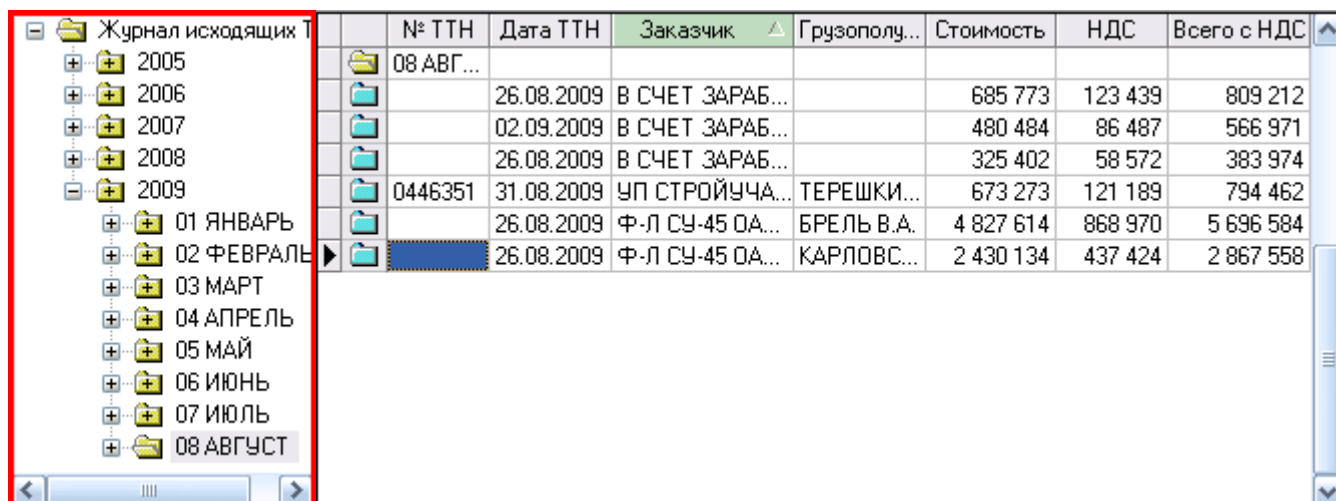 Журнал исходящих Т
2005
2006
2007
2008
2009
01 ЯНВАРЬ
02 ФЕВРАЛЬ
03 МАРТ
04 АПРЕЛЬ
05 МАЙ
06 ИЮНЬ
07 ИЮЛЬ
08 АВГУСТ
№ ТТН Дата ТТН Заказчик Грузополу... Стоимость НДС Всего с НДС
08 АВГ...
26.08.2009 В СЧЕТ ЗАРАБ... 685 773 123 439 809 212
02.09.2009 В СЧЕТ ЗАРАБ... 480 484 86 487 566 971
26.08.2009 В СЧЕТ ЗАРАБ... 325 402 58 572 383 974
0446351 31.08.2009 УП СТРОЙУЧА... ТЕРЕШКИ... 673 273 121 189 794 462
26.08.2009 Ф-Л СУ-45 ОА... БРЕЛЬ В.А. 4 827 614 868 970 5 696 584
26.08.2009 Ф-Л СУ-45 ОА... КАРЛОВС... 2 430 134 437 424 2 867 558